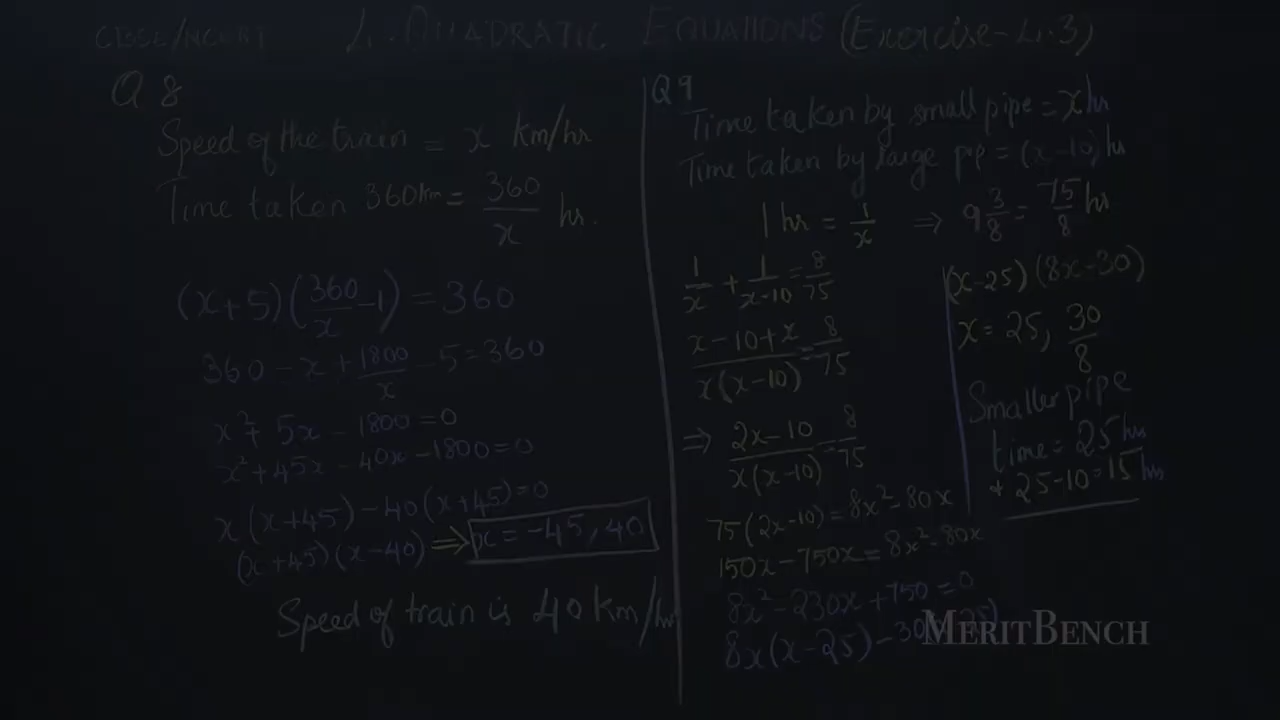 CBSE/NCERT 4. QUADRATIC EQUATIONS (Exercise-4.3)
Q 8
Speed of the train = x km/hr
Time taken 360km = 360/x hr.
(x+5)(360/x-1) = 360
360 - x + 1800/x - 5 = 360
x² + 5x - 1800 = 0
x² + 45x - 40x - 1800 = 0
x(x+45) - 40(x+45) = 0
(x+45)(x-40) ⇒ x = -45, 40
Speed of train is 40 km/hr
Q 9
Time taken by small pipe = x hr
Time taken by large pip = (x-10) hr
1 hr = 1/x ⇒ 9 3/8 = 75/8 hr
1/x + 1/x-10 = 8/75
x-10+x/x(x-10) = 8/75
⇒ 2x-10/x(x-10) = 8/75
75(2x-10) = 8x²-80x
150x - 750x = 8x²-80x
8x² - 230x + 750 = 0
8x(x-25) - 30
(x-25)(8x-30)
x = 25, 30/8
Smaller pipe
time = 25 hrs
+ 25-10 = 15 hrs
MERITBENCH